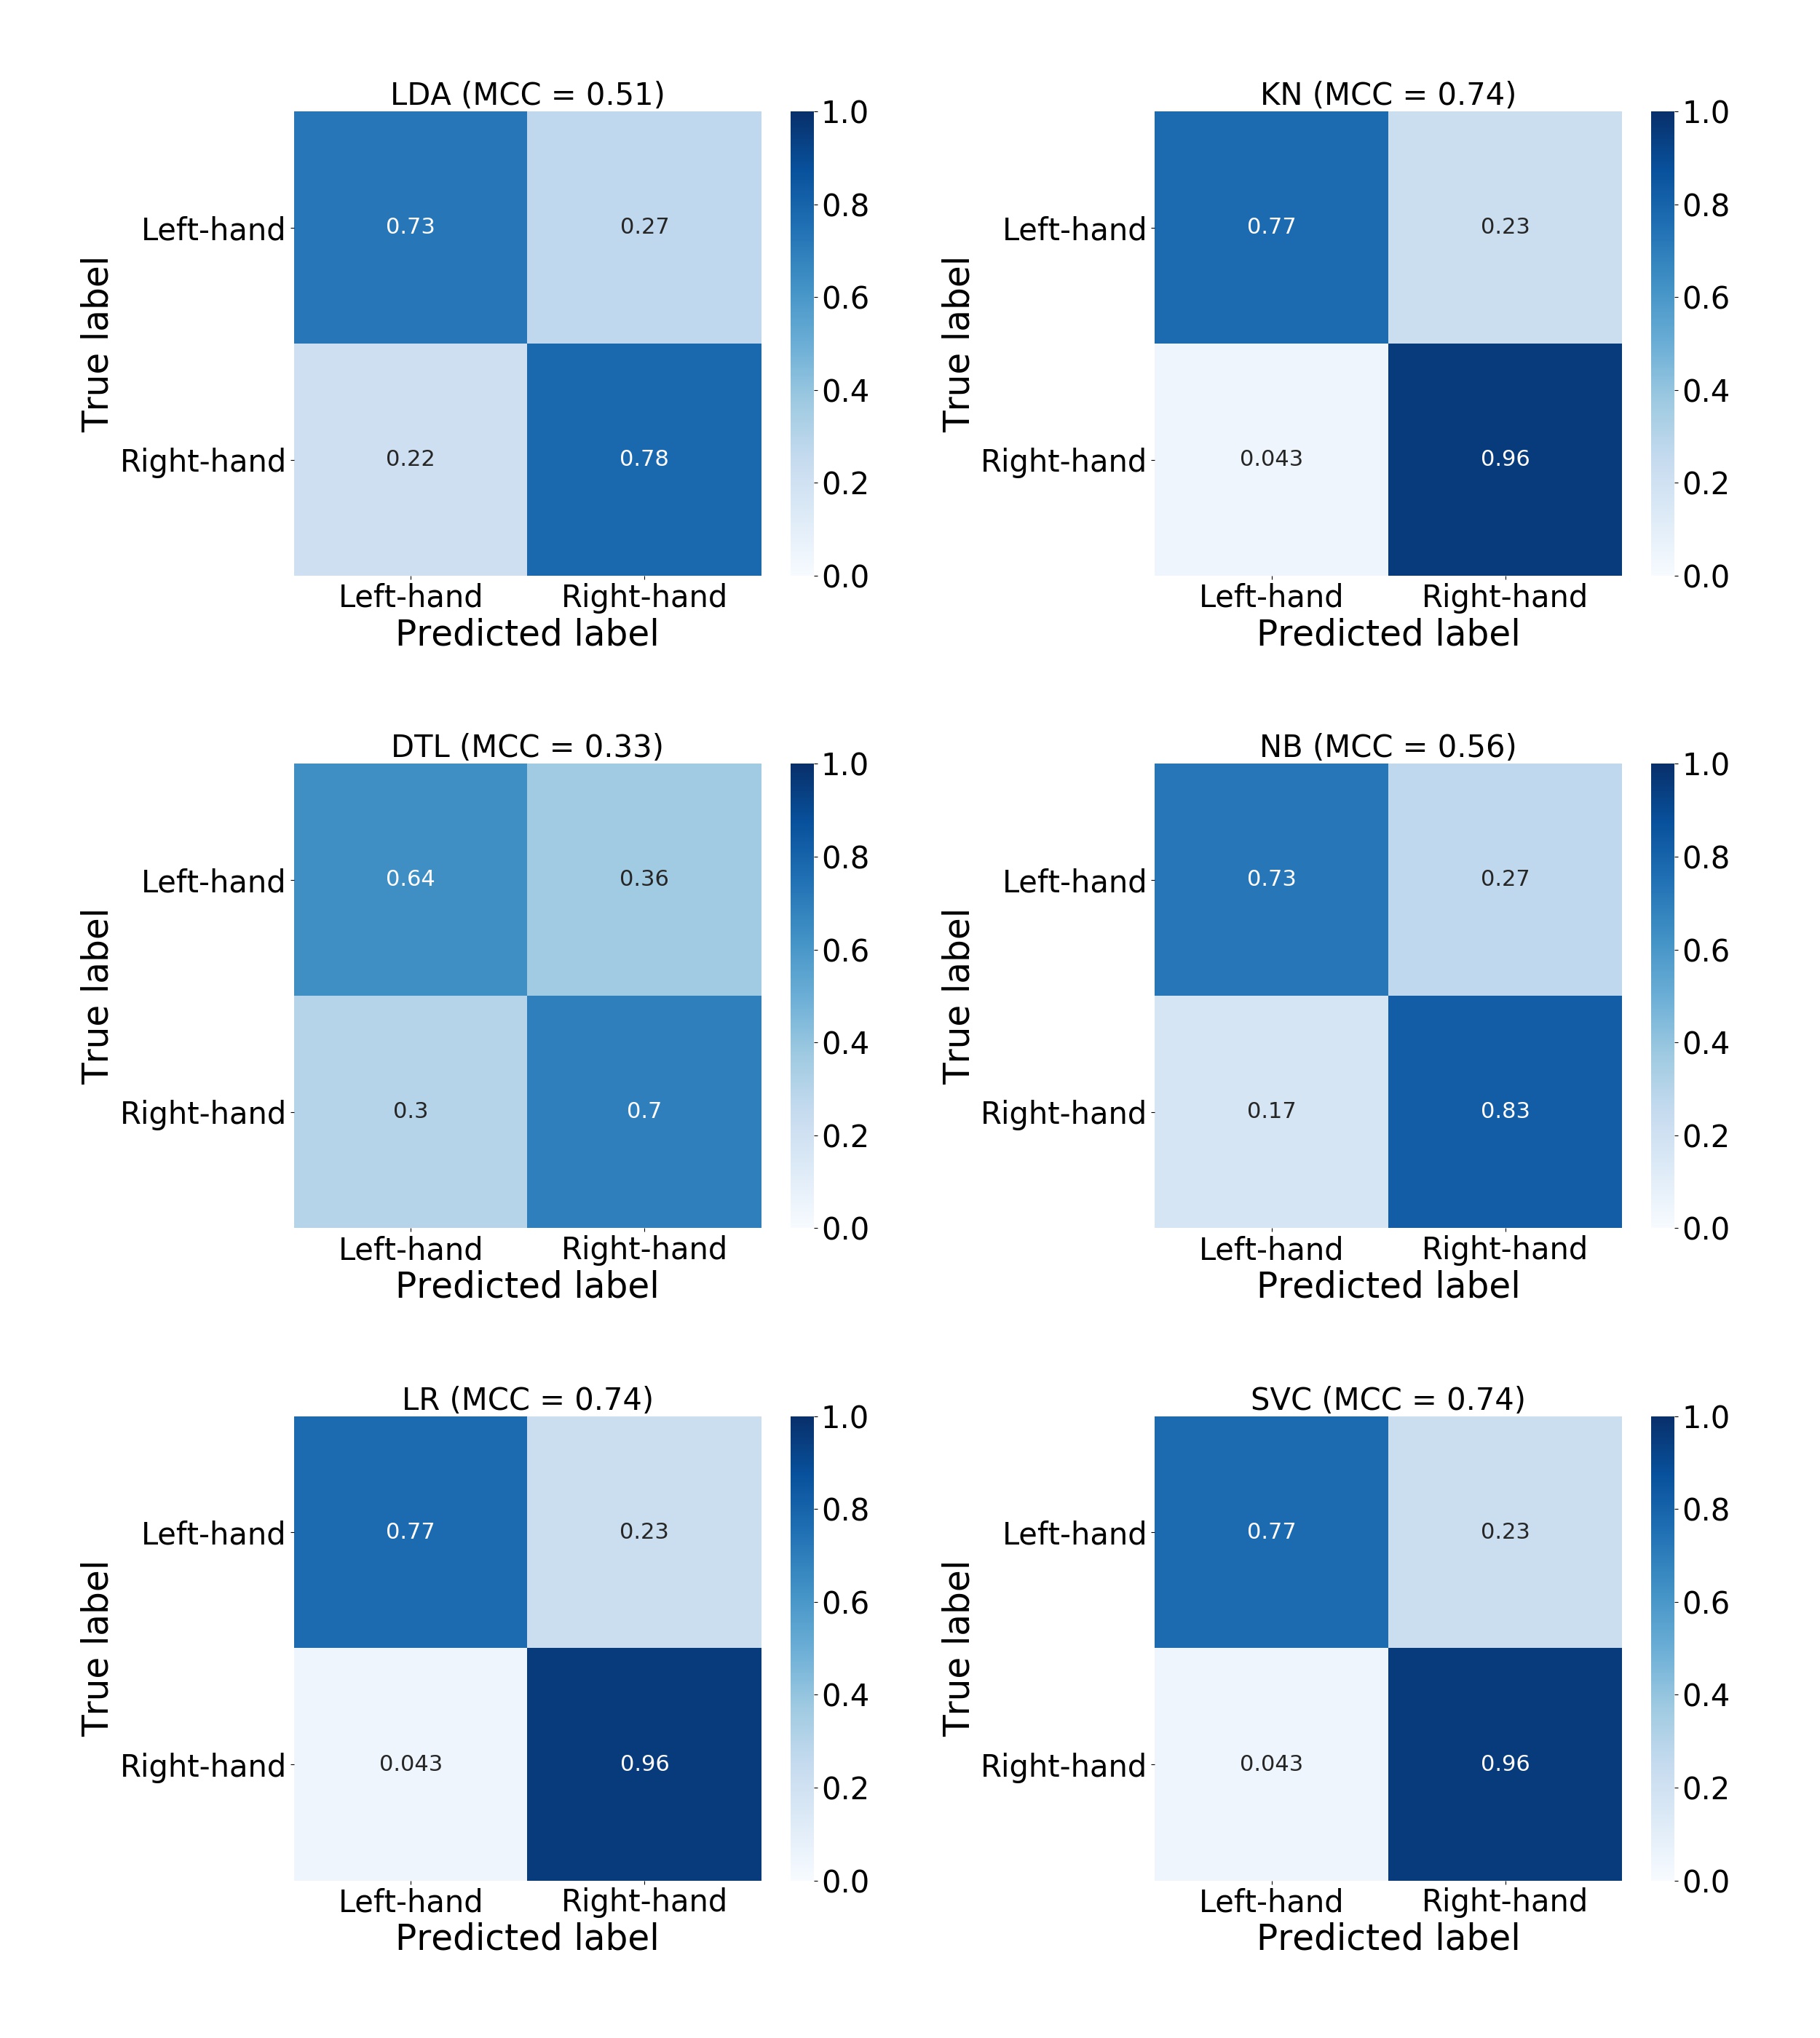 LDA (MCC = 0.51)
1.0
0.8
0.6
0.4
0.2
0.0
True label
Left-hand
Right-hand
0.73 0.27
0.22 0.78
Left-hand Right-hand
Predicted label
KN (MCC = 0.74)
1.0
0.8
0.6
0.4
0.2
0.0
True label
Left-hand
Right-hand
0.77 0.23
0.043 0.96
Left-hand Right-hand
Predicted label
DTL (MCC = 0.33)
1.0
0.8
0.6
0.4
0.2
0.0
True label
Left-hand
Right-hand
0.64 0.36
0.3 0.7
Left-hand Right-hand
Predicted label
NB (MCC = 0.56)
1.0
0.8
0.6
0.4
0.2
0.0
True label
Left-hand
Right-hand
0.73 0.27
0.17 0.83
Left-hand Right-hand
Predicted label
LR (MCC = 0.74)
1.0
0.8
0.6
0.4
0.2
0.0
True label
Left-hand
Right-hand
0.77 0.23
0.043 0.96
Left-hand Right-hand
Predicted label
SVC (MCC = 0.74)
1.0
0.8
0.6
0.4
0.2
0.0
True label
Left-hand
Right-hand
0.77 0.23
0.043 0.96
Left-hand Right-hand
Predicted label